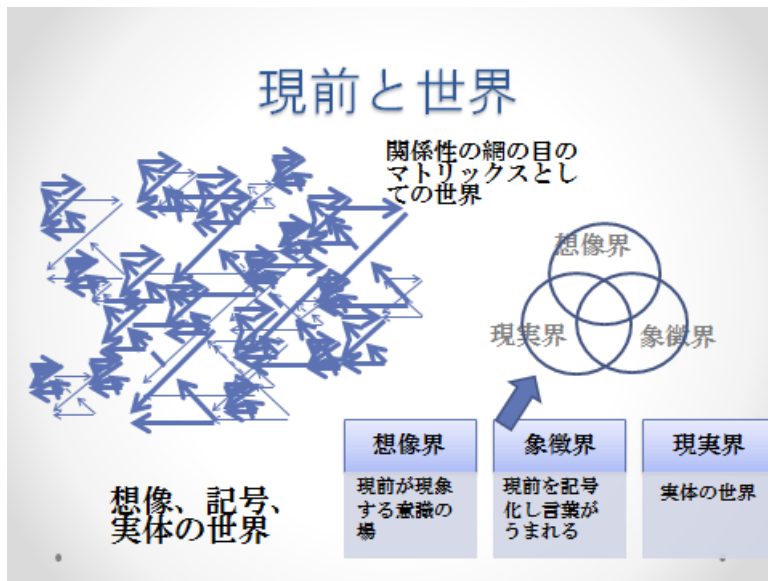 現前と世界
関係性の網の目の
マトリックスとし
ての世界
想像界
現実界
象徴界
想像界
現前が現象
する意識の
場
象徴界
現前を記号
化し言葉が
うまれる
現実界
実体の世界
想像、記号、
実体の世界